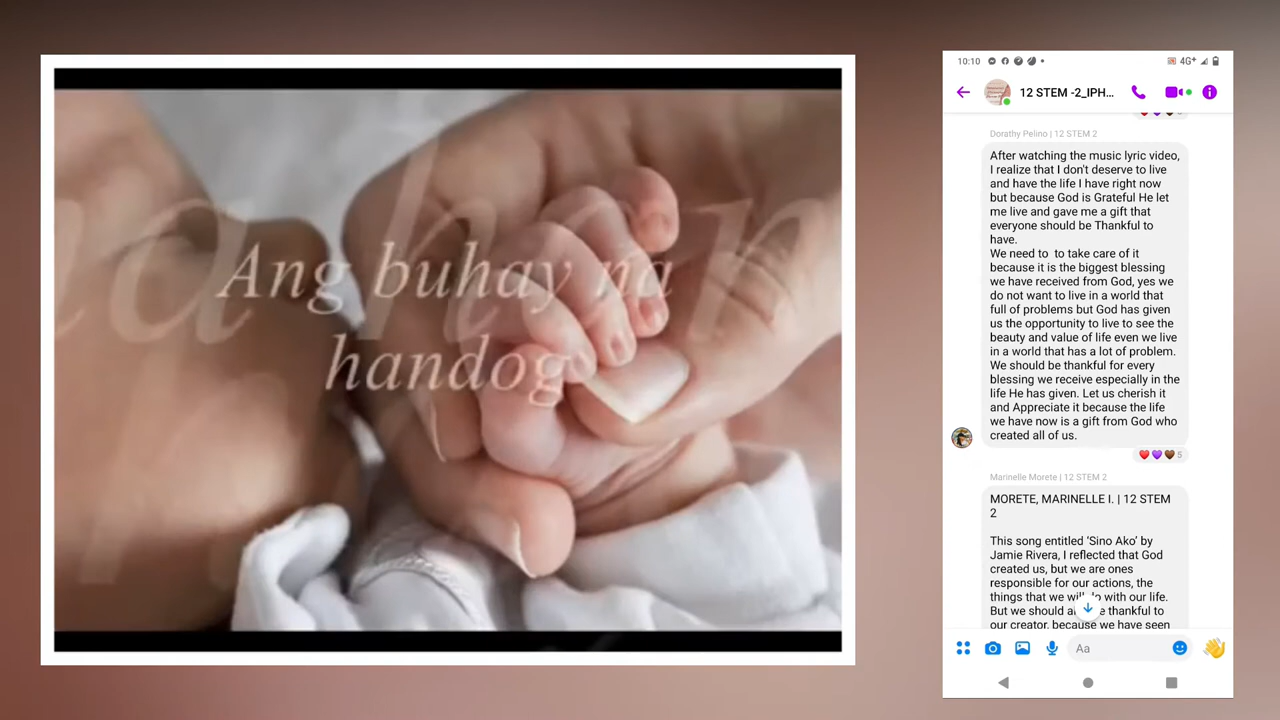 Ang buhay na
handog
10:10
4G+
12 STEM -2_IPH...
Dorathy Pelino | 12 STEM 2
After watching the music lyric video,
I realize that I don't deserve to live
and have the life I have right now
but because God is Grateful He let
me live and gave me a gift that
everyone should be Thankful to
have.
We need to  to take care of it
because it is the biggest blessing
we have received from God, yes we
do not want to live in a world that
full of problems but God has given
us the opportunity to live to see the
beauty and value of life even we live
in a world that has a lot of problem.
We should be thankful for every
blessing we receive especially in the
life He has given. Let us cherish it
and Appreciate it because the life
we have now is a gift from God who
created all of us.
5
Marinelle Morete | 12 STEM 2
MORETE, MARINELLE I. | 12 STEM
2
This song entitled ‘Sino Ako’ by
Jamie Rivera, I reflected that God
created us, but we are ones
responsible for our actions, the
things that we will do with our life.
But we should be thankful to
our creator, because we have seen
Aa